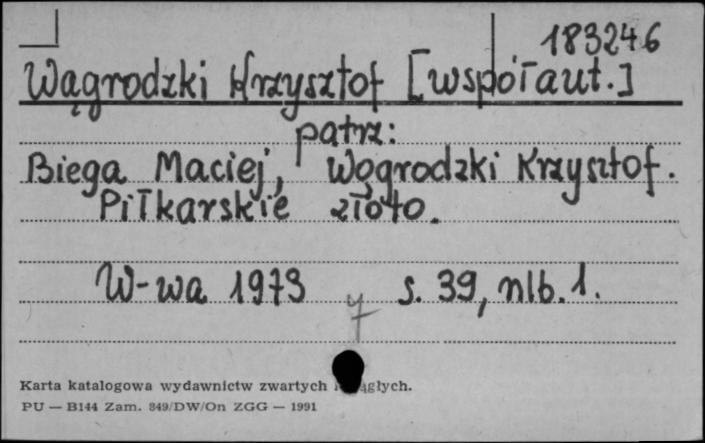 183246
Wągrodzki Krzysztof [współaut.]
patrz:
Biega Maciej, Wągrodzki Krzysztof.
Piłkarskie złoto.
W-wa 1973 s. 39, nlb. 1.
Karta katalogowa wydawnictw zwartych
PU — B144 Zam. 849/DW/On ZGG — 1991